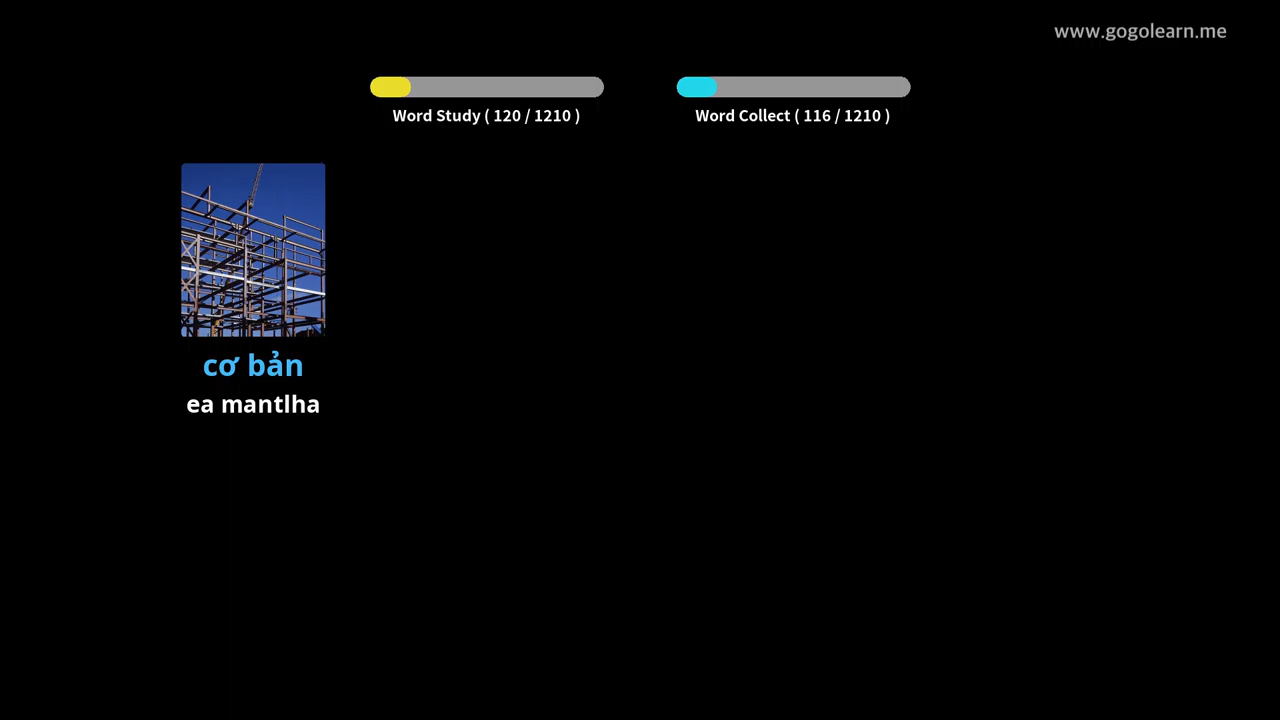 www.gogolearn.me
Word Study ( 120 / 1210 )
Word Collect ( 116 / 1210 )
cơ bản
ea mantlha